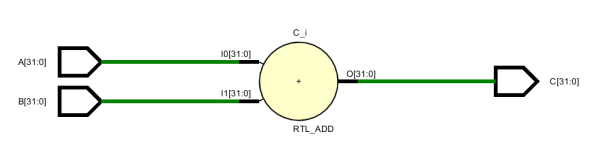 C_i
A[31:0]
I0[31:0]
+
O[31:0]
C[31:0]
B[31:0]
I1[31:0]
RTL_ADD